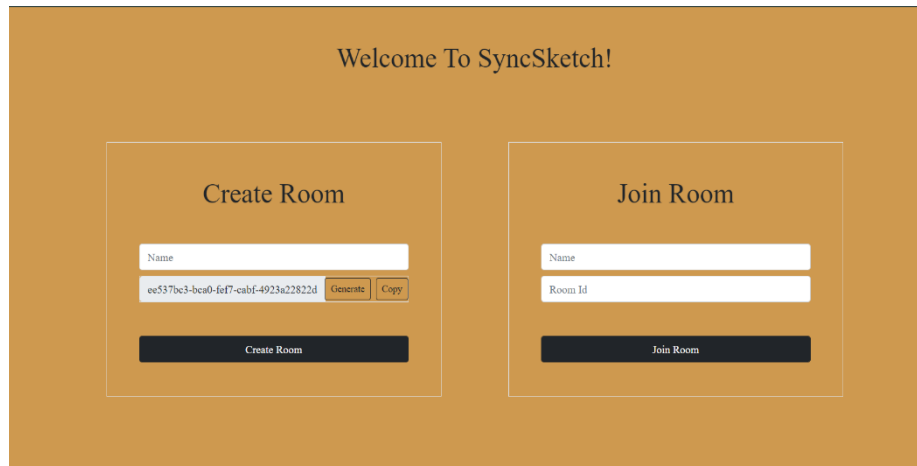 Welcome To SyncSketch!
Create Room
Name
ee537bc3-bca0-fef7-cabf-4923a22822d
Generate
Copy
Create Room
Join Room
Name
Room Id
Join Room